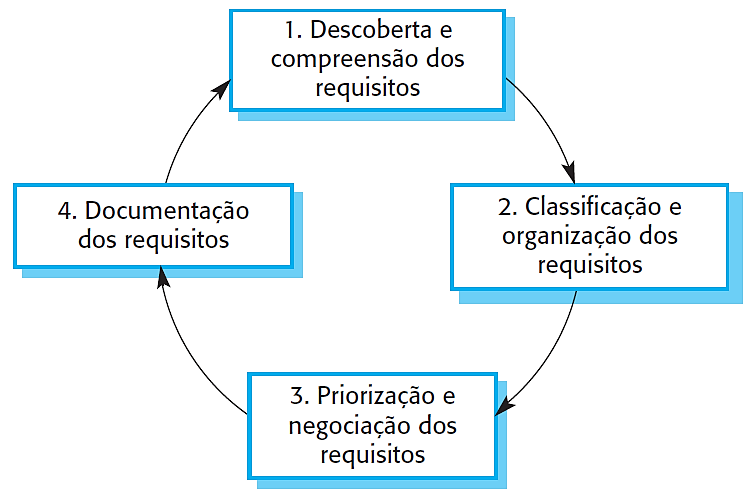 1. Descoberta e
compreensão dos
requisitos
2. Classificação e
organização dos
requisitos
3. Priorização e
negociação dos
requisitos
4. Documentação
dos requisitos